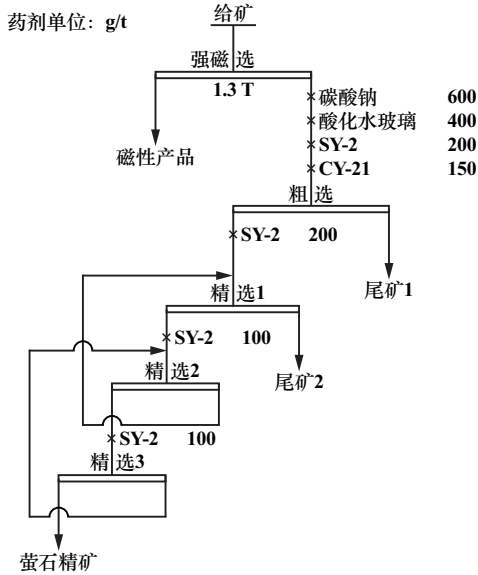 药剂单位：g/t
给矿
强磁选
1.3 T
磁性产品
碳酸钠 600
酸化水玻璃 400
SY-2 200
CY-21 150
粗选
SY-2 200
尾矿1
精选1
SY-2 100
尾矿2
精选2
SY-2 100
精选3
萤石精矿